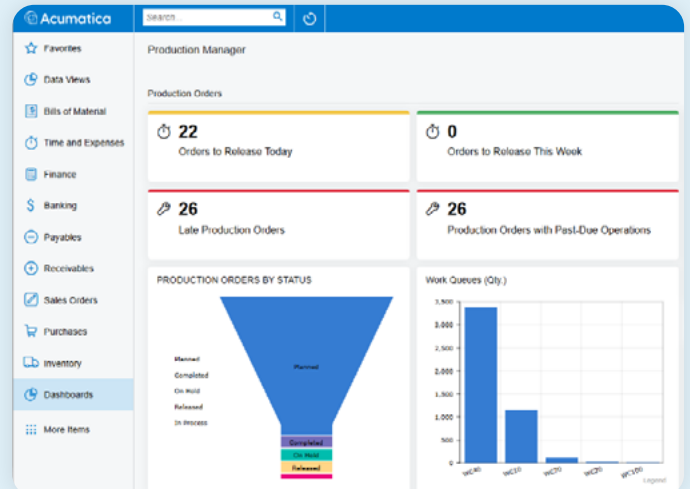 Acumatica
Search...
Favorites
Data Views
Bills of Material
Time and Expenses
Finance
Banking
Payables
Receivables
Sales Orders
Purchases
Inventory
Dashboards
More Items
Production Manager
Production Orders
22
Orders to Release Today
0
Orders to Release This Week
26
Late Production Orders
26
Production Orders with Past-Due Operations
PRODUCTION ORDERS BY STATUS
Planned
Completed
On Hold
Released
In Process
Planned
Completed
On Hold
Released
Work Queues (Qty.)
3,500
3,000
2,500
2,000
1,500
1,000
500
0
WC40 WC10 WC30 WC20 WC100
Legend